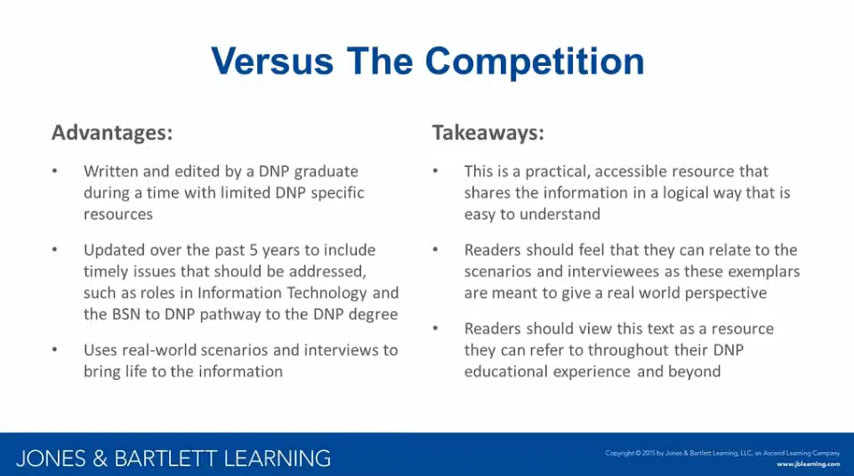 Versus The Competition
Advantages:
• Written and edited by a DNP graduate
during a time with limited DNP specific
resources
• Updated over the past 5 years to include
timely issues that should be addressed,
such as roles in Information Technology and
the BSN to DNP pathway to the DNP degree
• Uses real-world scenarios and interviews to
bring life to the information
Takeaways:
• This is a practical, accessible resource that
shares the information in a logical way that is
easy to understand
• Readers should feel that they can relate to the
scenarios and interviewees as these exemplars
are meant to give a real world perspective
• Readers should view this text as a resource
they can refer to throughout their DNP
educational experience and beyond
JONES & BARTLETT LEARNING
Copyright © 2015 by Jones & Bartlett Learning, LLC, an Ascend Learning Company
www.jblearning.com